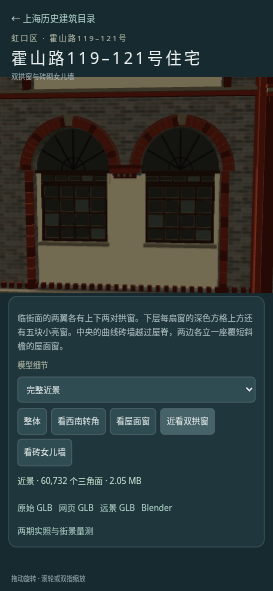 ← 上海历史建筑目录
虹口区 · 霍山路119–121号
霍山路119–121号住宅
双拱窗与砖砌女儿墙
临街面的两翼各有上下两对拱窗。下层每扇窗的深色方格上方还
有五块小亮窗。中央的曲线砖墙越过屋脊，两边各立一座覆短斜
檐的屋面窗。
模型细节
完整近景
整体 看西南转角 看屋面窗 近看双拱窗
看砖女儿墙
近景 · 60,732 个三角面 · 2.05 MB
原始 GLB 网页 GLB 远景 GLB Blender
两期实照与街景量测
拖动旋转 · 滚轮或双指缩放